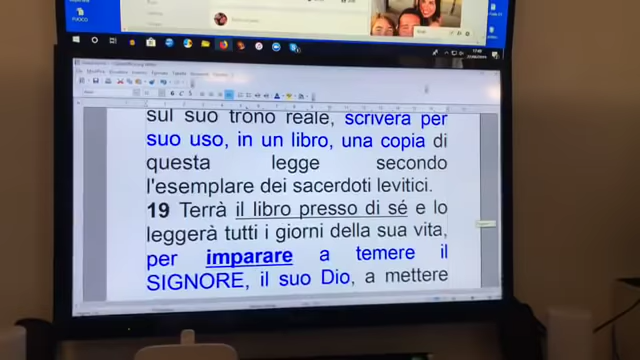 FUOCO
sul suo trono reale, scriverà per
suo uso, in un libro, una copia di
questa legge secondo
l'esemplare dei sacerdoti levitici.
19 Terrà il libro presso di sé e lo
leggerà tutti i giorni della sua vita,
per imparare a temere il
SIGNORE, il suo Dio, a mettere